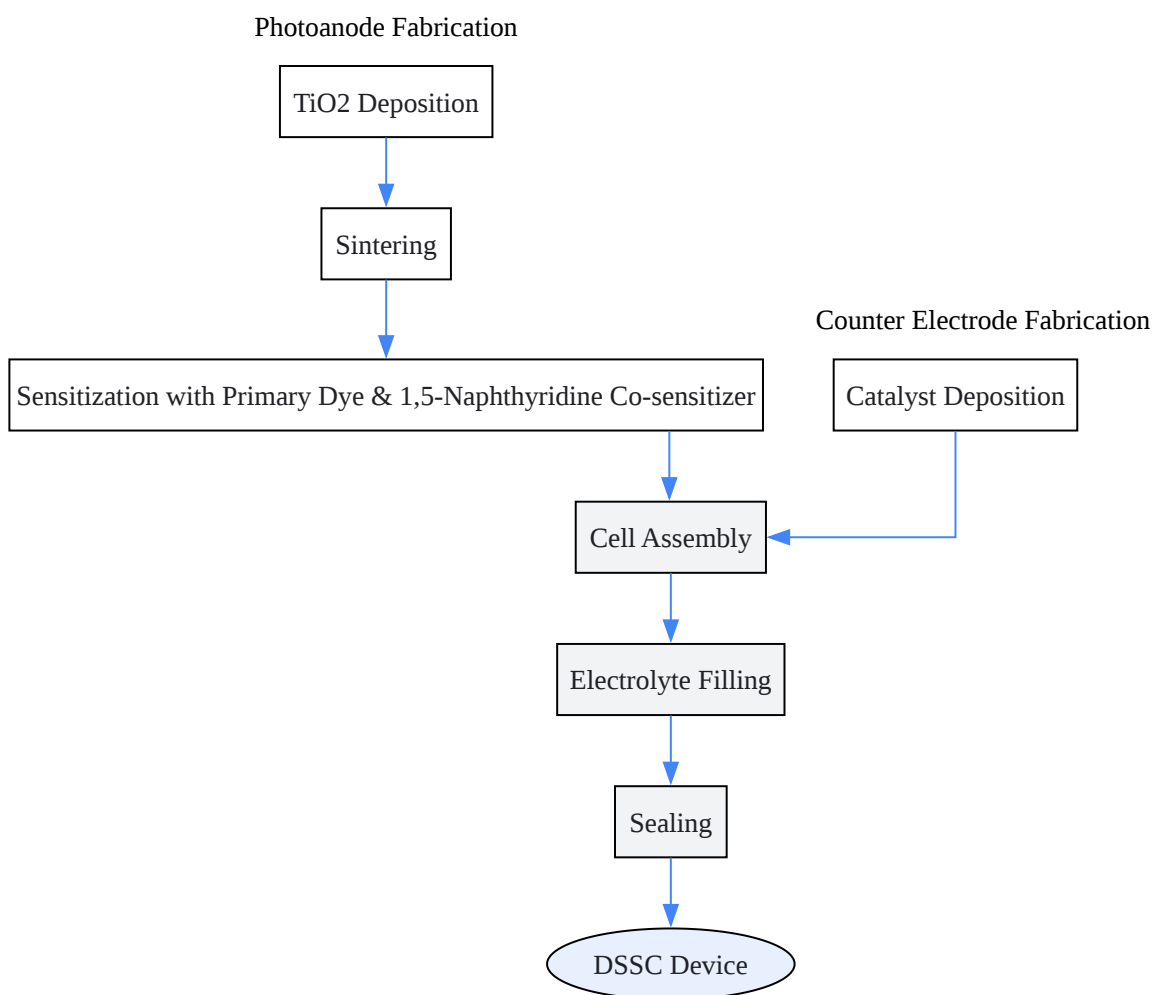 Photoanode Fabrication
TiO2 Deposition
Sintering
Counter Electrode Fabrication
Sensitization with Primary Dye & 1,5-Naphthyridine Co-sensitizer
Catalyst Deposition
Cell Assembly
Electrolyte Filling
Sealing
DSSC Device